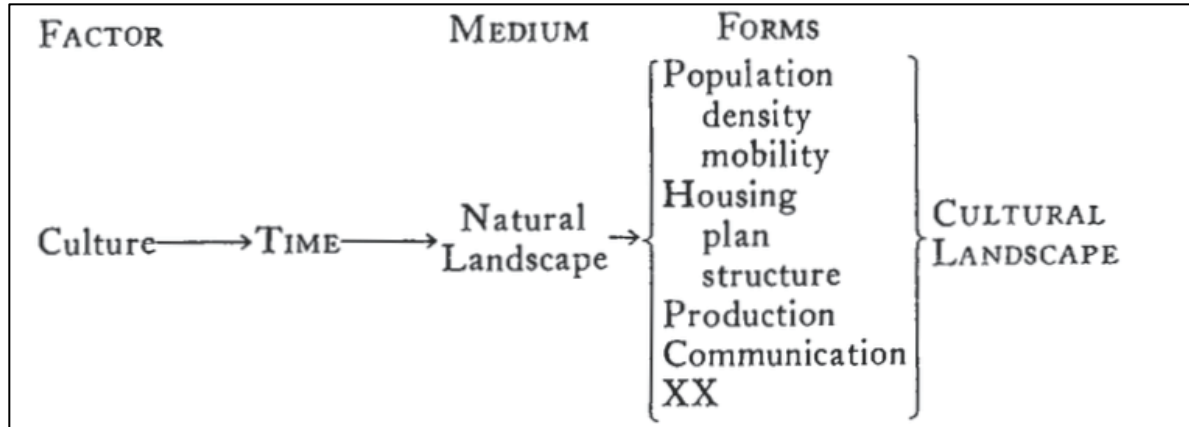 FACTOR MEDIUM FORMS
Population
density
mobility
Housing
plan
structure
Production
Communication
XX
Culture TIME Natural
Landscape
CULTURAL
LANDSCAPE